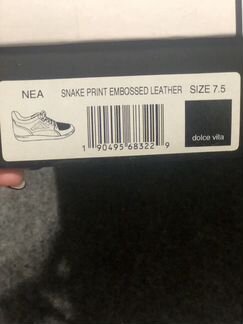 NEA SNAKE PRINT EMBOSSED LEATHER SIZE 7.5
1 90495 68322 9
dolce vita